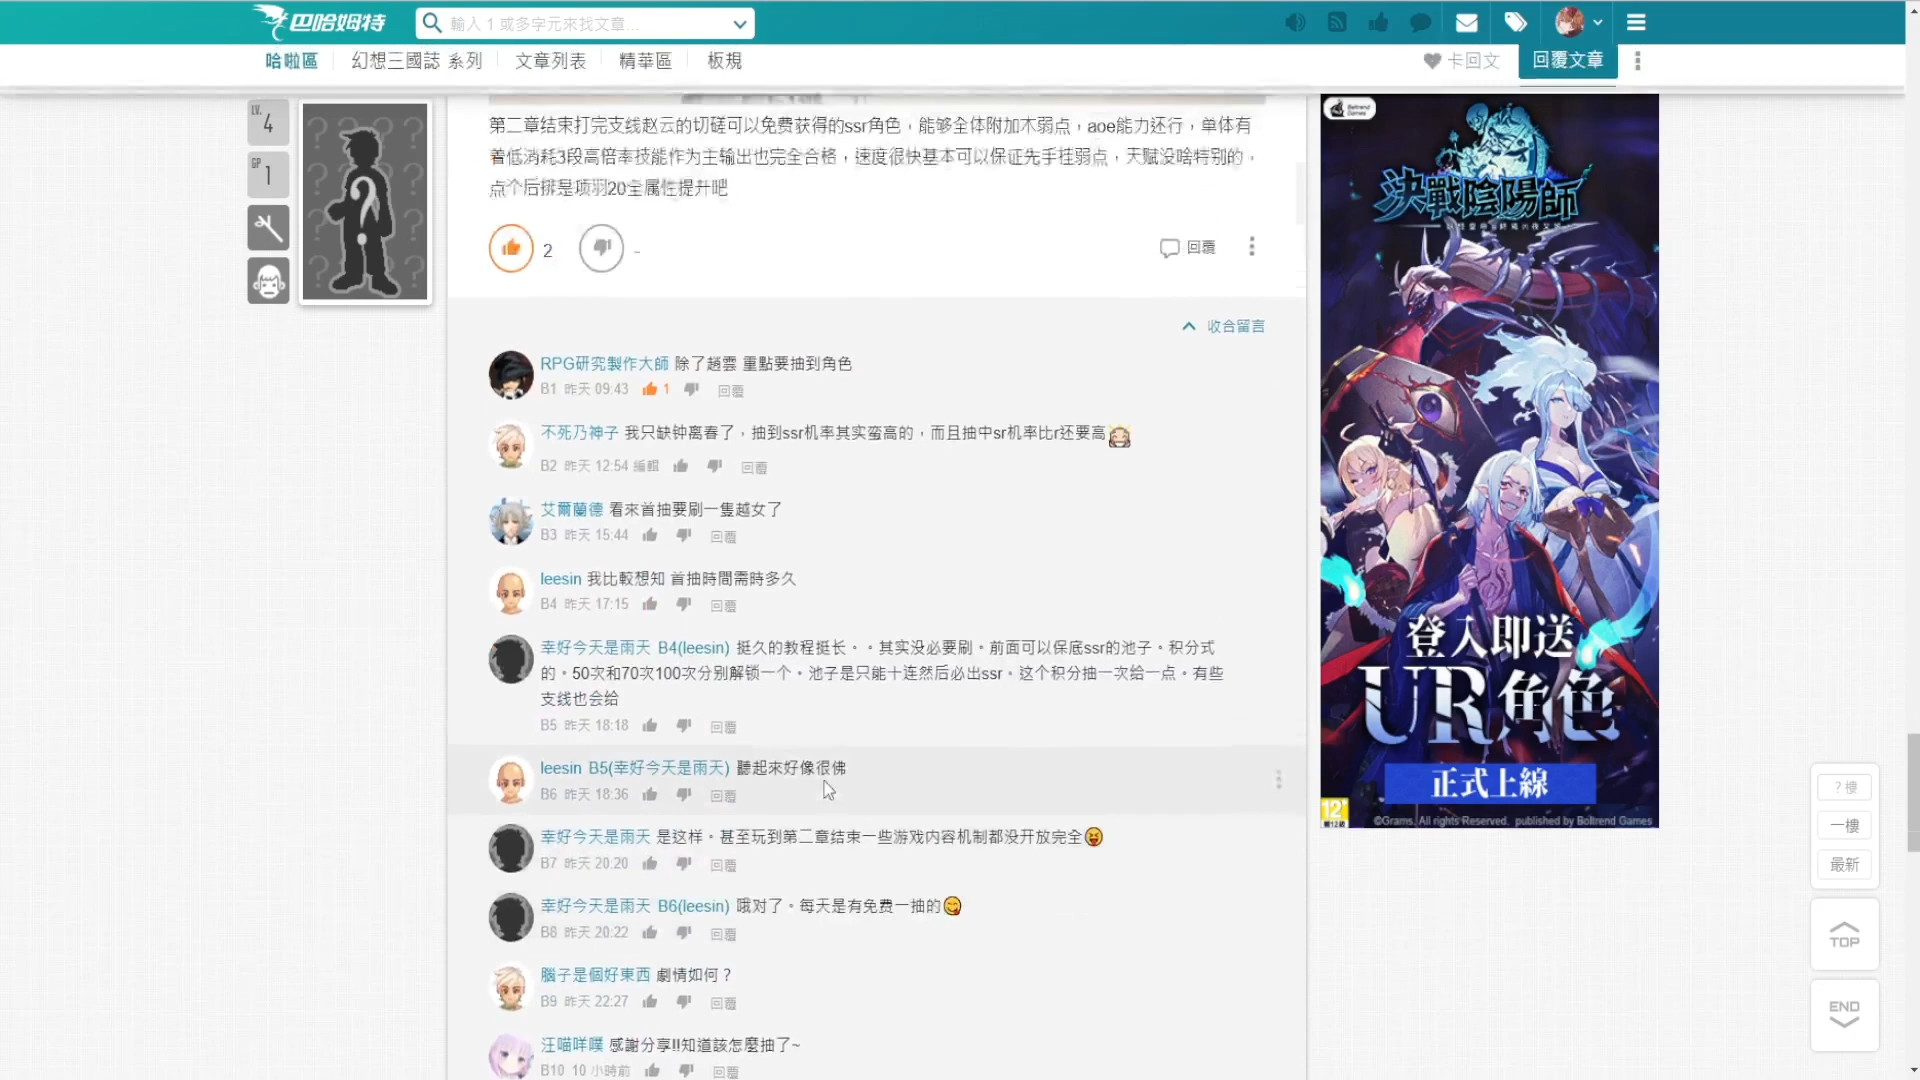 巴哈姆特
輸入 1 或多字元來找文章...
哈啦區
幻想三國誌 系列
文章列表
精華區
板規
卡回文
回覆文章
LV.
4
GP
1
第二章结束打完支线赵云的切磋可以免费获得的ssr角色，能够全体附加木弱点，aoe能力还行，单体有
着低消耗3段高倍率技能作为主输出也完全合格，速度很快基本可以保证先手挂弱点，天赋没啥特别的，
点个后排是项羽20全属性提升吧
2
-
回覆
收合留言
RPG研究製作大師 除了趙雲 重點要抽到角色
B1 昨天 09:43 1 回覆
不死乃神子 我只缺钟离春了，抽到ssr机率其实蛮高的，而且抽中sr机率比r还要高
B2 昨天 12:54 編輯 回覆
艾爾蘭德 看來首抽要刷一隻越女了
B3 昨天 15:44 回覆
leesin 我比較想知 首抽時間需時多久
B4 昨天 17:15 回覆
幸好今天是雨天 B4(leesin) 挺久的教程挺长。。其实没必要刷。前面可以保底ssr的池子。积分式
的。50次和70次100次分别解锁一个。池子是只能十连然后必出ssr。这个积分抽一次给一点。有些
支线也会给
B5 昨天 18:18 回覆
leesin B5(幸好今天是雨天) 聽起來好像很佛
B6 昨天 18:36 回覆
幸好今天是雨天 是这样。甚至玩到第二章结束一些游戏内容机制都没开放完全
B7 昨天 20:20 回覆
幸好今天是雨天 B6(leesin) 哦对了。每天是有免费一抽的
B8 昨天 20:22 回覆
腦子是個好東西 劇情如何？
B9 昨天 22:27 回覆
汪喵咩噗 感謝分享!!知道該怎麼抽了~
B10 10 小時前 回覆
Boltrend
Games
決戰陰陽師
登入即送
UR角色
正式上線
12+
©Grams. All rights Reserved. published by Boltrend Games
? 樓
一樓
最新
TOP
END